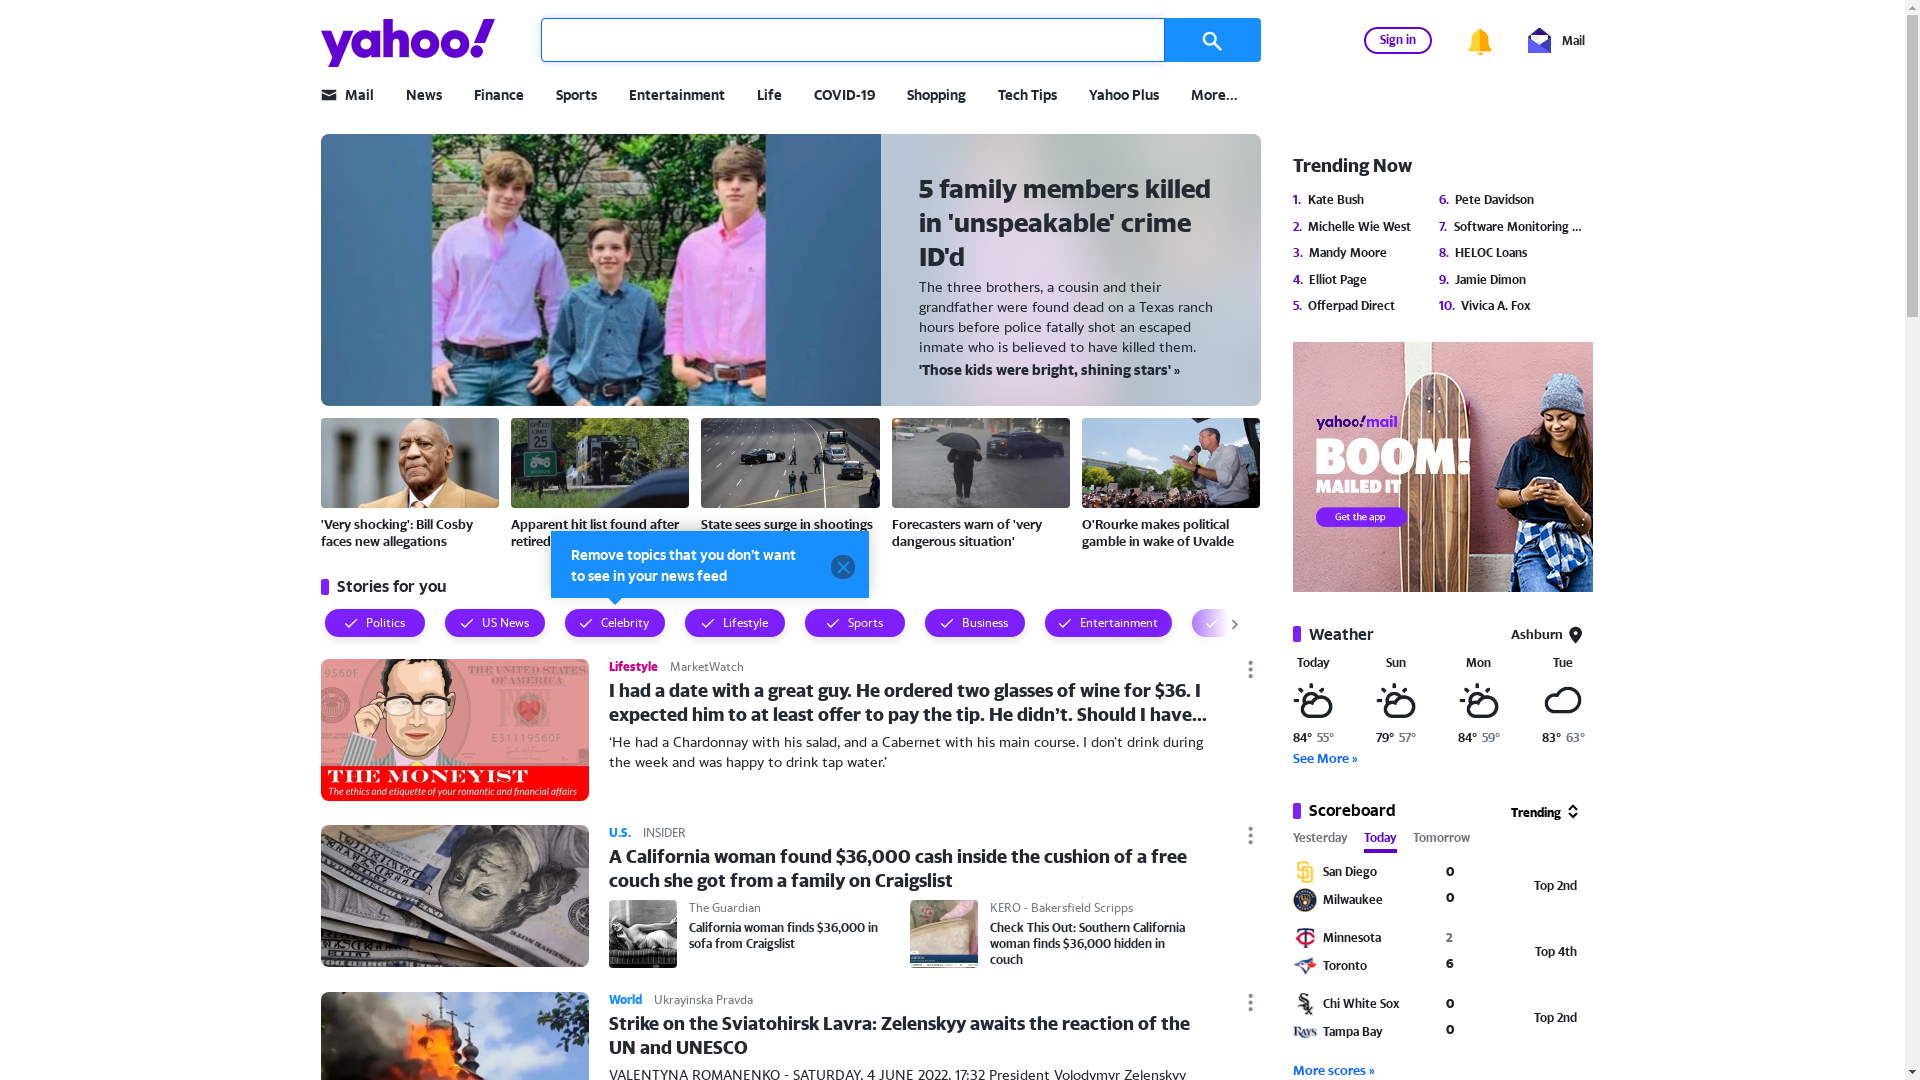 yahoo!
Sign in
Mail
Mail
News
Finance
Sports
Entertainment
Life
COVID-19
Shopping
Tech Tips
Yahoo Plus
More...
5 family members killed
in 'unspeakable' crime
ID'd
The three brothers, a cousin and their
grandfather were found dead on a Texas ranch
hours before police fatally shot an escaped
inmate who is believed to have killed them.
'Those kids were bright, shining stars' »
SPEED
LIMIT
25
'Very shocking': Bill Cosby
faces new allegations
Apparent hit list found after
retired
State sees surge in shootings
Forecasters warn of 'very
dangerous situation'
O'Rourke makes political
gamble in wake of Uvalde
Remove topics that you don't want
to see in your news feed
Stories for you
Politics
US News
Celebrity
Lifestyle
Sports
Business
Entertainment
9560F
THE UNITED STATES
OF AMERICA
E31119560F
THE MONEYIST
The ethics and etiquette of your romantic and financial affairs
Lifestyle MarketWatch
I had a date with a great guy. He ordered two glasses of wine for $36. I
expected him to at least offer to pay the tip. He didn’t. Should I have...
‘He had a Chardonnay with his salad, and a Cabernet with his main course. I don’t drink during
the week and was happy to drink tap water.’
U.S. INSIDER
A California woman found $36,000 cash inside the cushion of a free
couch she got from a family on Craigslist
The Guardian
California woman finds $36,000 in
sofa from Craigslist
KERO - Bakersfield Scripps
Check This Out: Southern California
woman finds $36,000 hidden in
couch
World Ukrayinska Pravda
Strike on the Sviatohirsk Lavra: Zelenskyy awaits the reaction of the
UN and UNESCO
VALENTYNA ROMANENKO - SATURDAY, 4 JUNE 2022, 17:32 President Volodymyr Zelenskyy
Trending Now
1. Kate Bush
2. Michelle Wie West
3. Mandy Moore
4. Elliot Page
5. Offerpad Direct
6. Pete Davidson
7. Software Monitoring ...
8. HELOC Loans
9. Jamie Dimon
10. Vivica A. Fox
yahoo!mail
BOOM!
MAILED IT
Get the app
Weather
Ashburn
Today Sun Mon Tue
84° 55° 79° 57° 84° 59° 83° 63°
See More »
Scoreboard
Trending
Yesterday Today Tomorrow
San Diego 0
Milwaukee 0
Top 2nd
Minnesota 2
Toronto 6
Top 4th
Chi White Sox 0
Tampa Bay 0
Top 2nd
More scores »